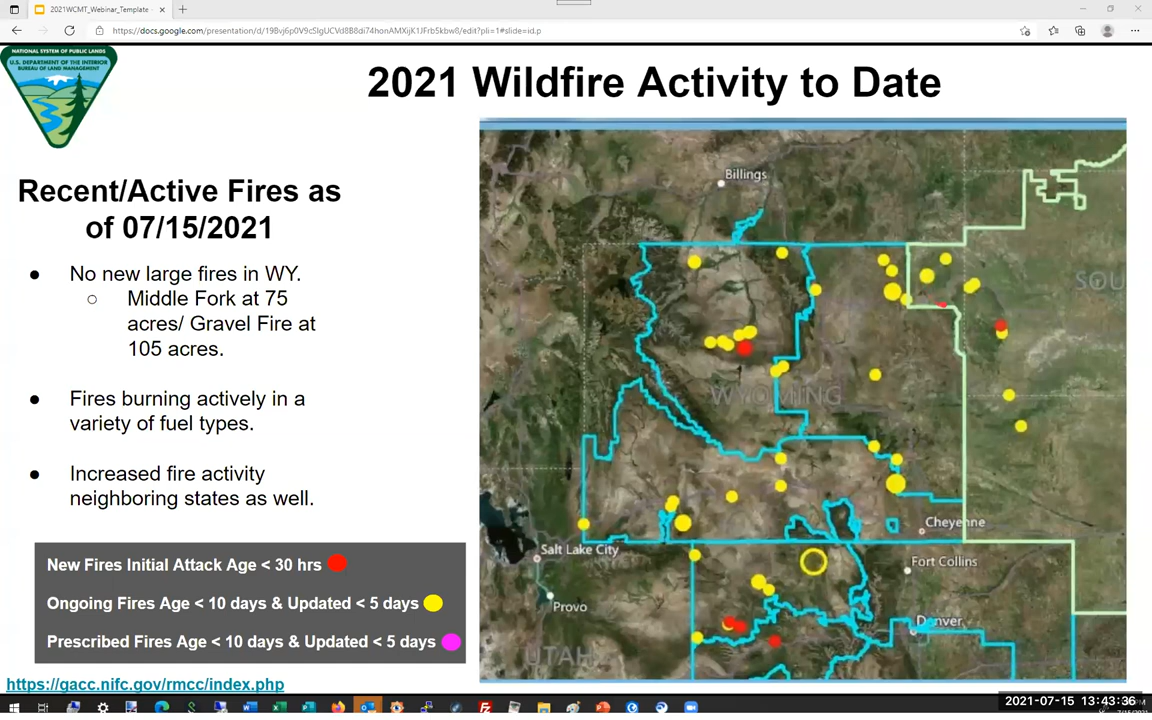 2021WCMT_Webinar_Template -
https://docs.google.com/presentation/d/19Bvj6p0V9cSlgUCVd8B8di74honAMXijK1JFrb5kbw8/edit?pli=1#slide=id.p
NATIONAL SYSTEM OF PUBLIC LANDS
U.S. DEPARTMENT OF THE INTERIOR
BUREAU OF LAND MANAGEMENT
2021 Wildfire Activity to Date
Recent/Active Fires as
of 07/15/2021
● No new large fires in WY.
○ Middle Fork at 75
acres/ Gravel Fire at
105 acres.
● Fires burning actively in a
variety of fuel types.
● Increased fire activity
neighboring states as well.
New Fires Initial Attack Age < 30 hrs
Ongoing Fires Age < 10 days & Updated < 5 days
Prescribed Fires Age < 10 days & Updated < 5 days
https://gacc.nifc.gov/rmcc/index.php
Billings
SOU
WYOMING
Cheyenne
Salt Lake City
Fort Collins
Provo
Denver
UTAH
2021-07-15 13:43:36